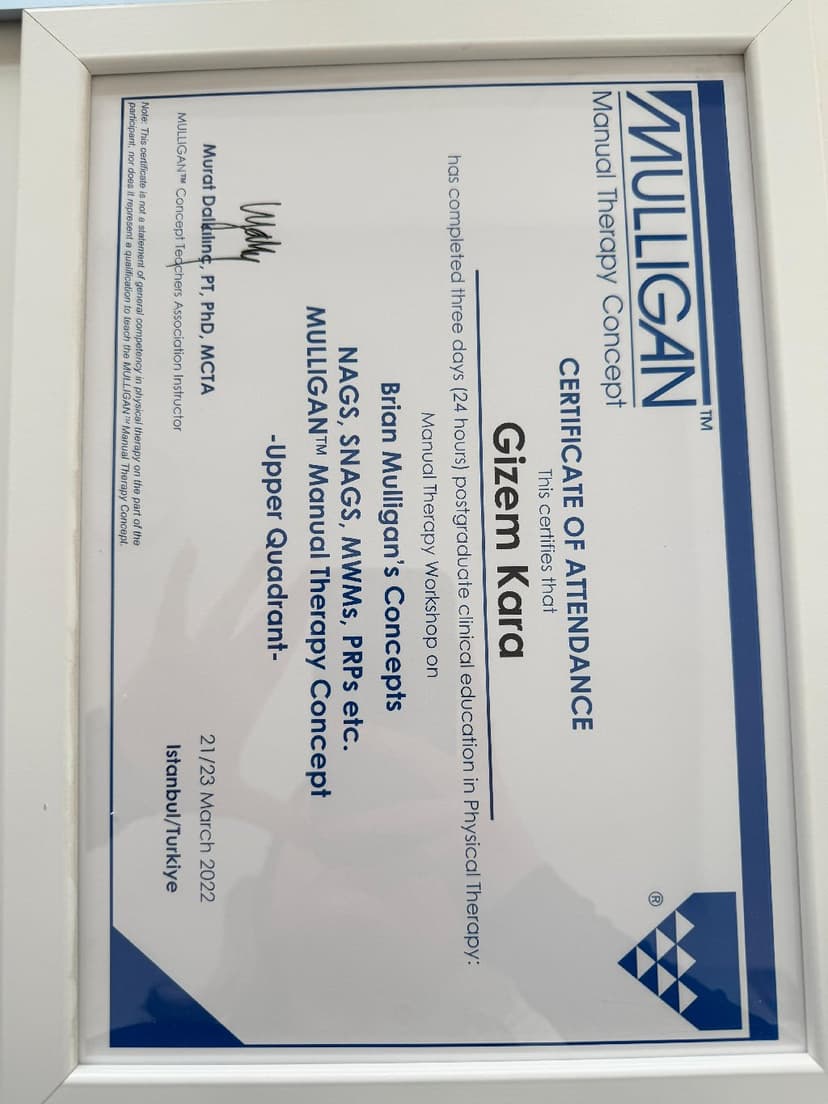 MULLIGAN™
Manual Therapy Concept
®
CERTIFICATE OF ATTENDANCE
This certifies that
Gizem Kara
has completed three days (24 hours) postgraduate clinical education in Physical Therapy:
Manual Therapy Workshop on
Brian Mulligan's Concepts
NAGS, SNAGS, MWMs, PRPs etc.
MULLIGAN™ Manual Therapy Concept
-Upper Quadrant-
Murat Dalkılınç, PT, PhD, MCTA
MULLIGAN™ Concept Teachers Association Instructor
21/23 March 2022
Istanbul/Turkiye
Note: This certificate is not a statement of general competency in physical therapy on the part of the
participant, nor does it represent a qualification to teach the MULLIGAN™ Manual Therapy Concept.